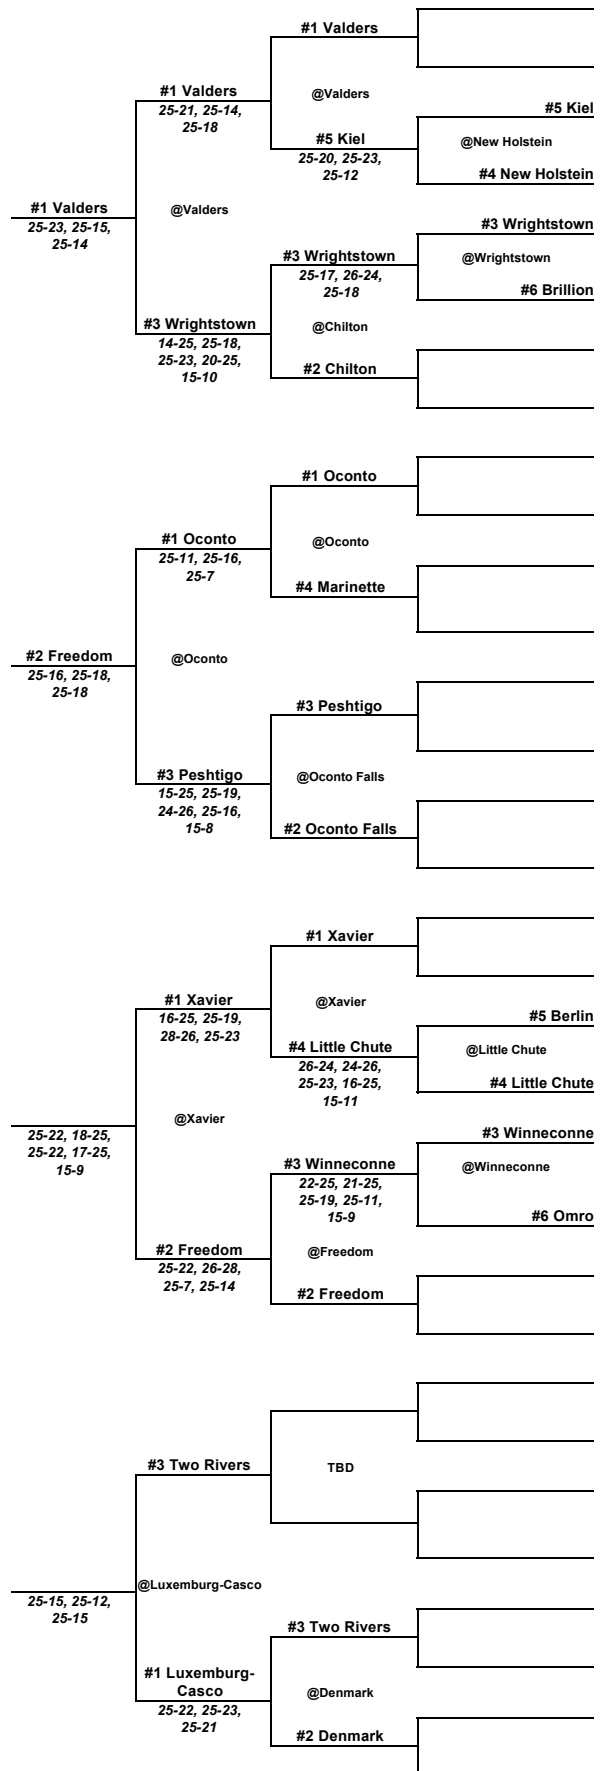 #1 Valders
@Valders
#1 Valders
25-21, 25-14,
25-18
#5 Kiel
#5 Kiel
25-20, 25-23,
25-12
@New Holstein
#4 New Holstein
#1 Valders
25-23, 25-15,
25-14
@Valders
#3 Wrightstown
#3 Wrightstown
25-17, 26-24,
25-18
@Wrightstown
#6 Brillion
#3 Wrightstown
14-25, 25-18,
25-23, 20-25,
15-10
@Chilton
#2 Chilton
#1 Oconto
#1 Oconto
25-11, 25-16,
25-7
@Oconto
#4 Marinette
#2 Freedom
25-16, 25-18,
25-18
@Oconto
#3 Peshtigo
#3 Peshtigo
15-25, 25-19,
24-26, 25-16,
15-8
@Oconto Falls
#2 Oconto Falls
#1 Xavier
#1 Xavier
16-25, 25-19,
28-26, 25-23
@Xavier
#5 Berlin
#4 Little Chute
26-24, 24-26,
25-23, 16-25,
15-11
@Little Chute
#4 Little Chute
25-22, 18-25,
25-22, 17-25,
15-9
@Xavier
#3 Winneconne
#3 Winneconne
22-25, 21-25,
25-19, 25-11,
15-9
@Winneconne
#6 Omro
#2 Freedom
25-22, 26-28,
25-7, 25-14
@Freedom
#2 Freedom
#3 Two Rivers
TBD
25-15, 25-12,
25-15
@Luxemburg-Casco
#3 Two Rivers
#1 Luxemburg-
Casco
25-22, 25-23,
25-21
@Denmark
#2 Denmark